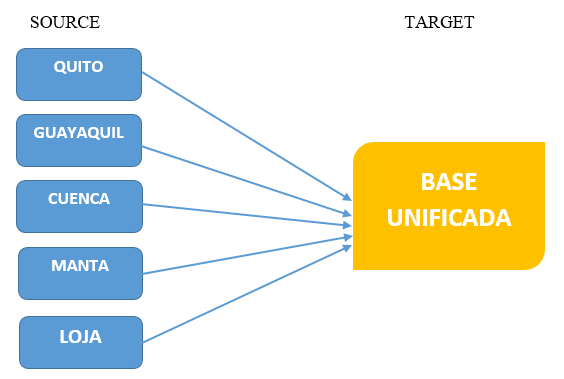 SOURCE
TARGET
QUITO
GUAYAQUIL
CUENCA
MANTA
LOJA
BASE
UNIFICADA